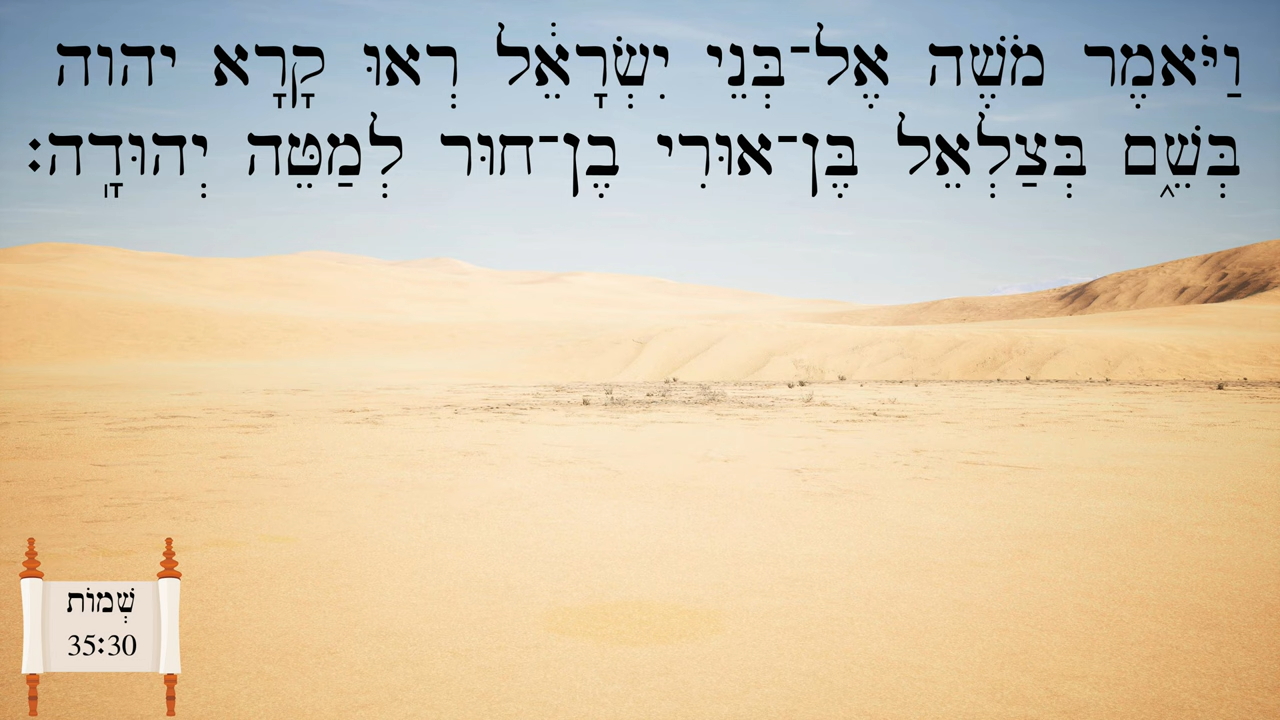 וַיֹּאמֶר מֹשֶׁה אֶל־בְּנֵי יִשְׂרָאֵ֔ל רְאוּ קָרָא יהוה
בְּשֵׁ֑ם בְּצַלְאֵל בֶּן־אוּרִי בֶן־חוּר לְמַטֵּה יְהוּדָֽה׃
שְׁמוֹת
35:30